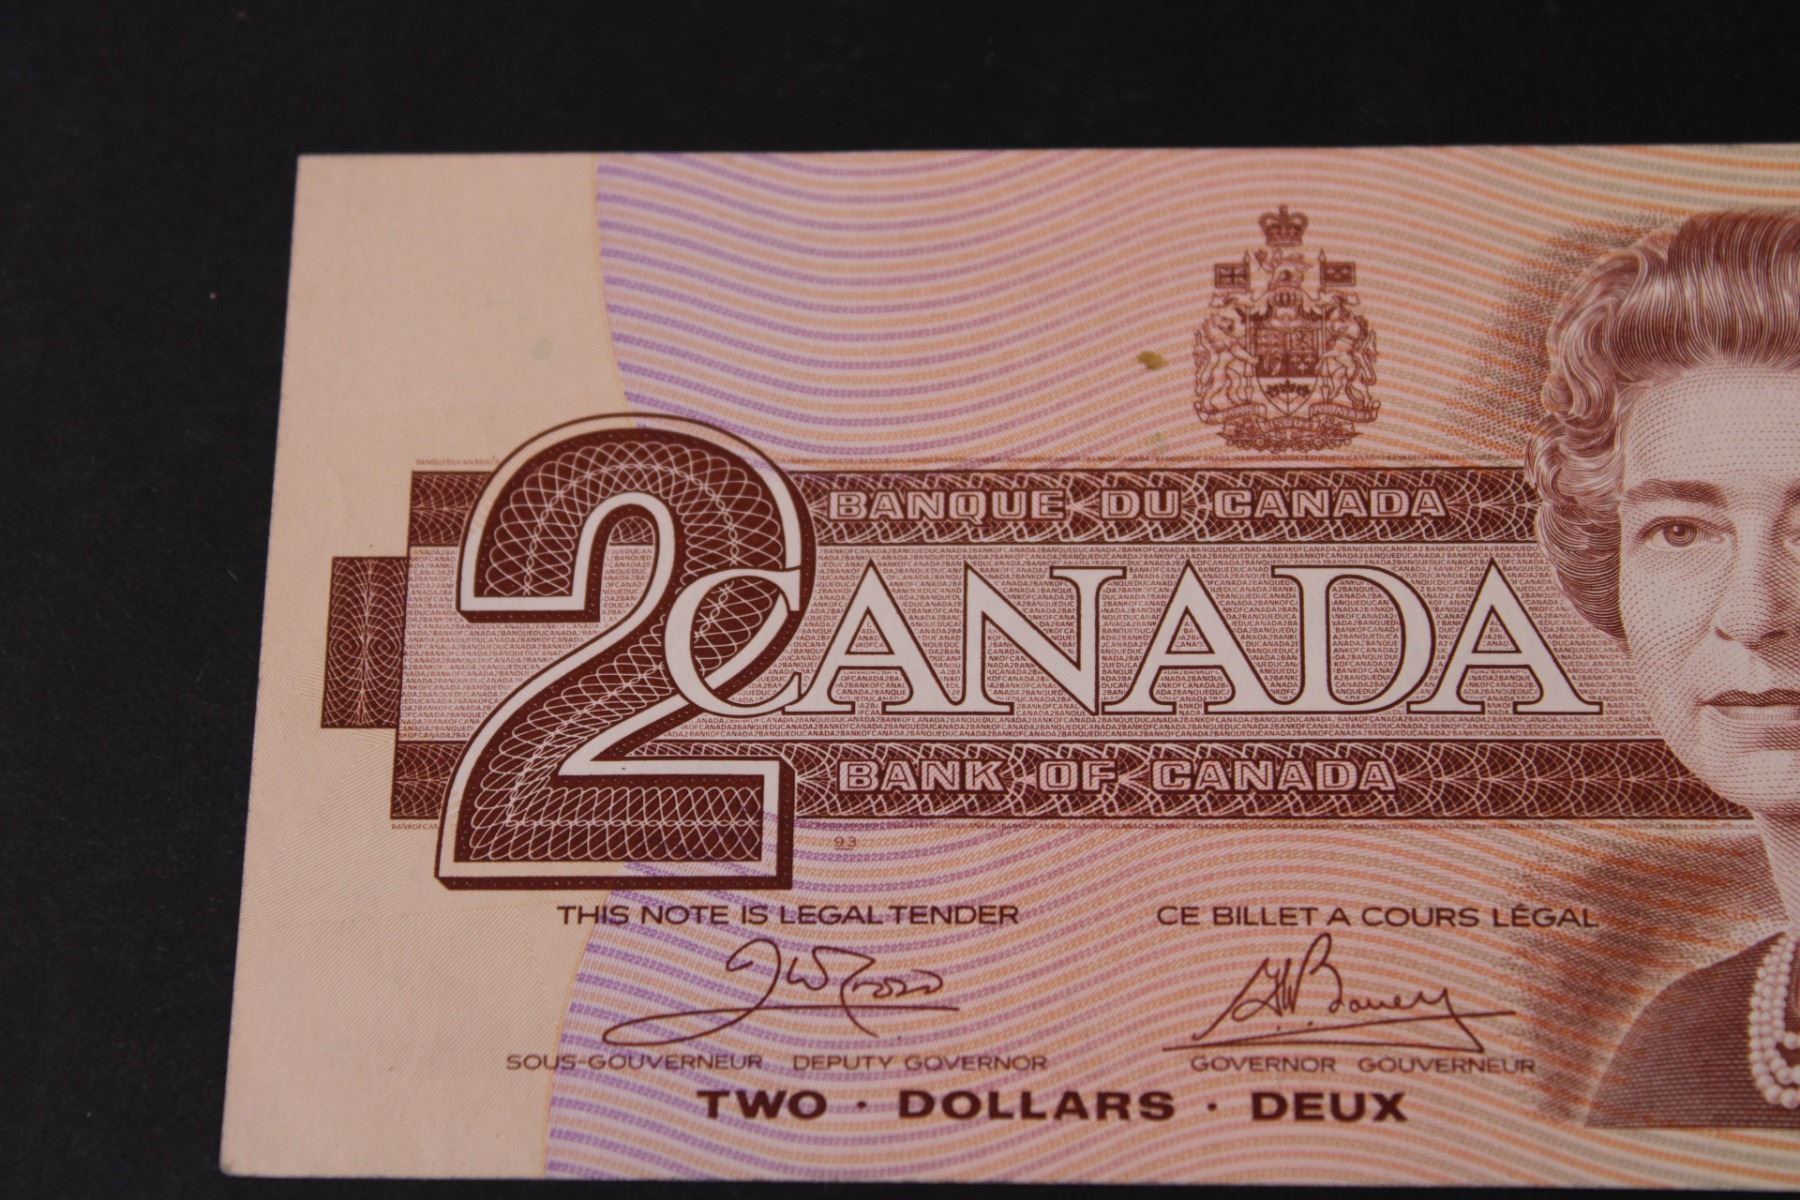 BANQUE DU CANADA
2 CANADA
BANK OF CANADA
93
THIS NOTE IS LEGAL TENDER CE BILLET A COURS LÉGAL
SOUS-GOUVERNEUR DEPUTY GOVERNOR GOVERNOR GOUVERNEUR
TWO · DOLLARS · DEUX